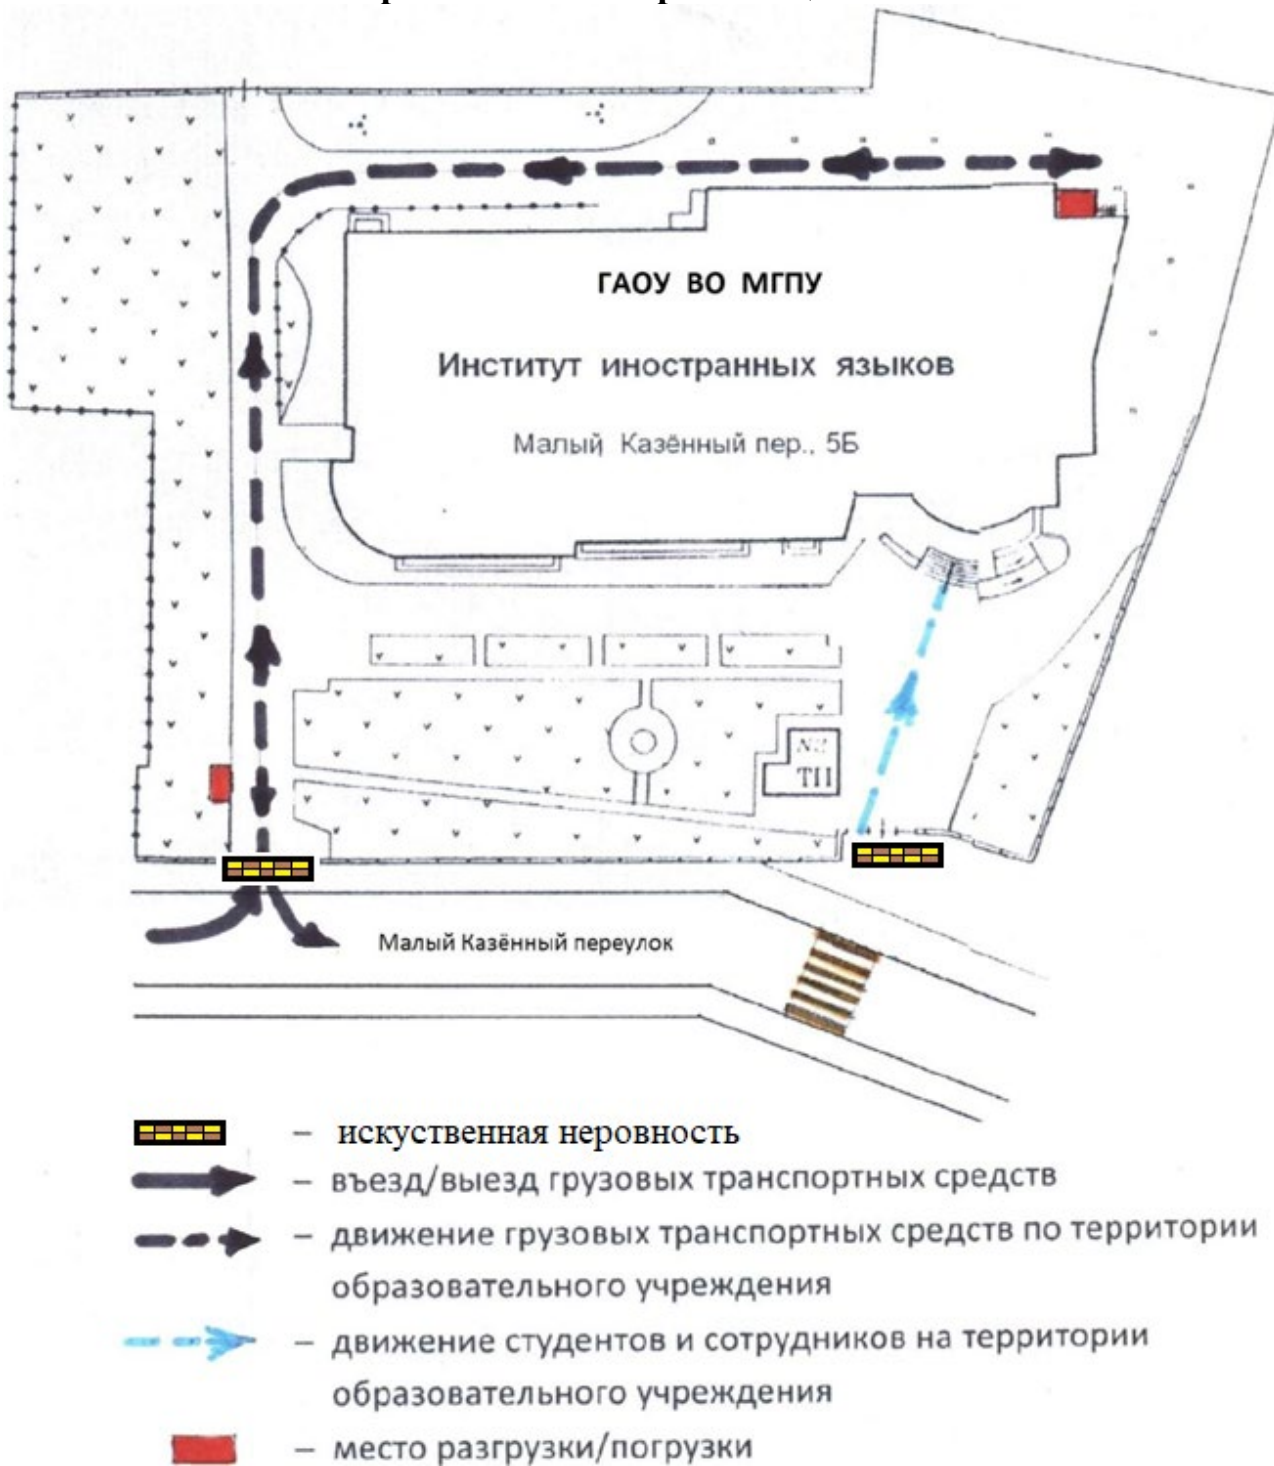 ГАОУ ВО МГПУ
Институт иностранных языков
Малый Казённый пер., 5Б
ТП
Малый Казённый переулок
– искуственная неровность
– въезд/выезд грузовых транспортных средств
– движение грузовых транспортных средств по территории
образовательного учреждения
– движение студентов и сотрудников на территории
образовательного учреждения
– место разгрузки/погрузки